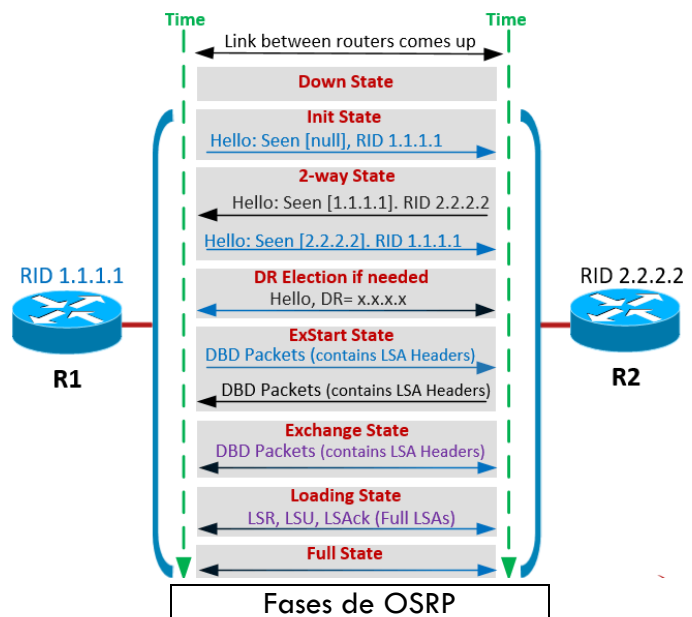 Time
Time
Link between routers comes up
Down State
Init State
Hello: Seen [null], RID 1.1.1.1
2-way State
Hello: Seen [1.1.1.1]. RID 2.2.2.2
Hello: Seen [2.2.2.2]. RID 1.1.1.1
RID 1.1.1.1
R1
RID 2.2.2.2
R2
DR Election if needed
Hello, DR= x.x.x.x
ExStart State
DBD Packets (contains LSA Headers)
DBD Packets (contains LSA Headers)
Exchange State
DBD Packets (contains LSA Headers)
Loading State
LSR, LSU, LSAck (Full LSAs)
Full State
Fases de OSRP